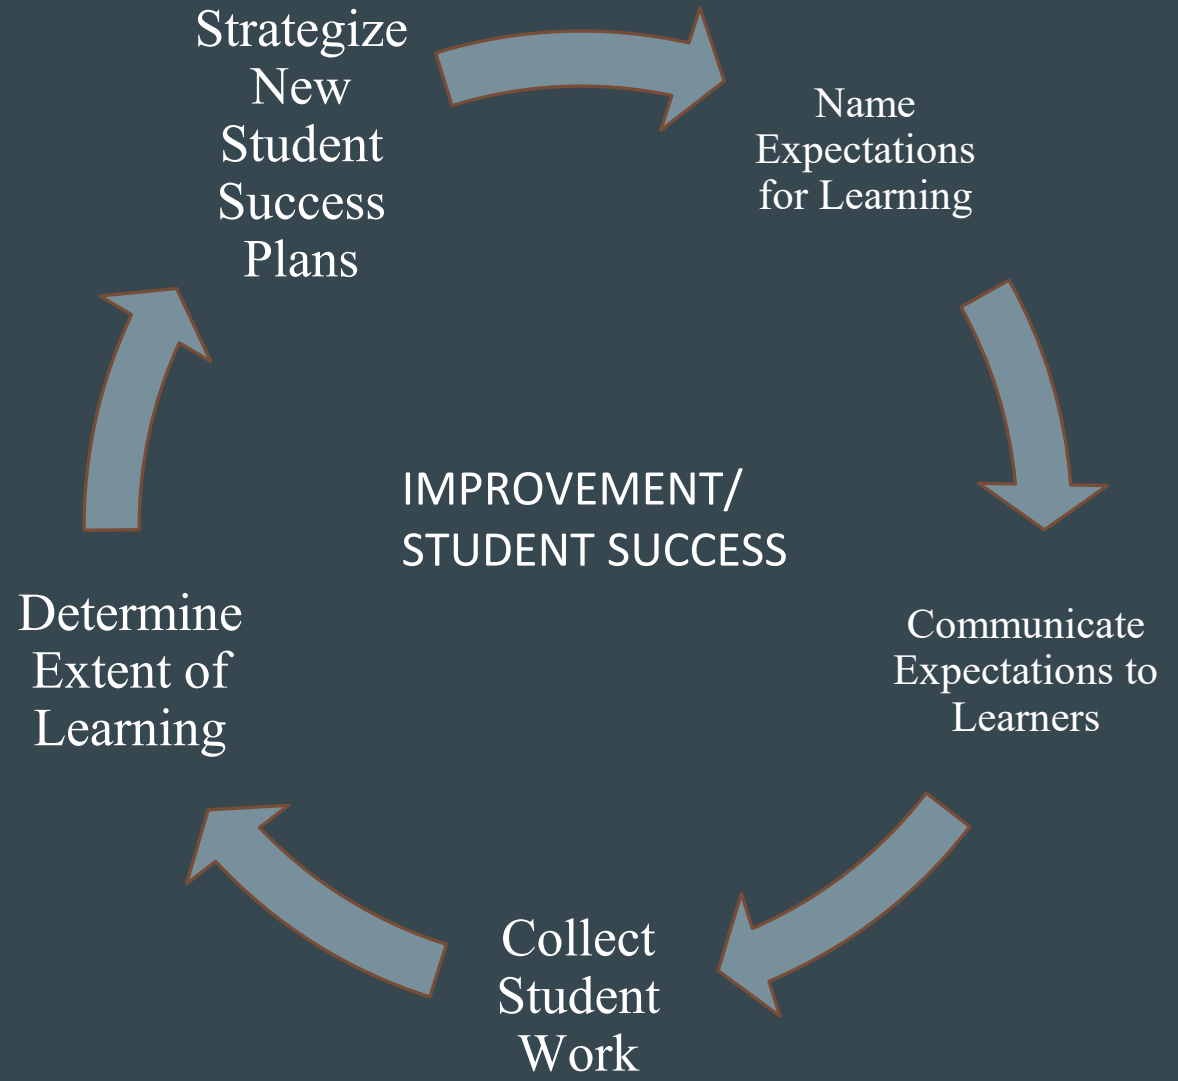 Strategize
New
Student
Success
Plans
Name
Expectations
for Learning
IMPROVEMENT/
STUDENT SUCCESS
Determine
Extent of
Learning
Communicate
Expectations to
Learners
Collect
Student
Work